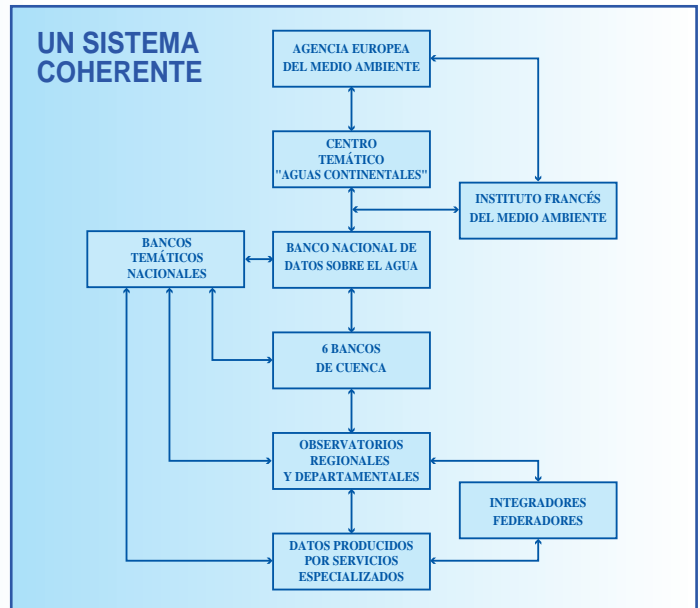 UN SISTEMA
COHERENTE
AGENCIA EUROPEA
DEL MEDIO AMBIENTE
CENTRO
TEMÁTICO
"AGUAS CONTINENTALES"
INSTITUTO FRANCÉS
DEL MEDIO AMBIENTE
BANCOS
TEMÁTICOS
NACIONALES
BANCO NACIONAL DE
DATOS SOBRE EL AGUA
6 BANCOS
DE CUENCA
OBSERVATORIOS
REGIONALES
Y DEPARTAMENTALES
INTEGRADORES
FEDERADORES
DATOS PRODUCIDOS
POR SERVICIOS
ESPECIALIZADOS